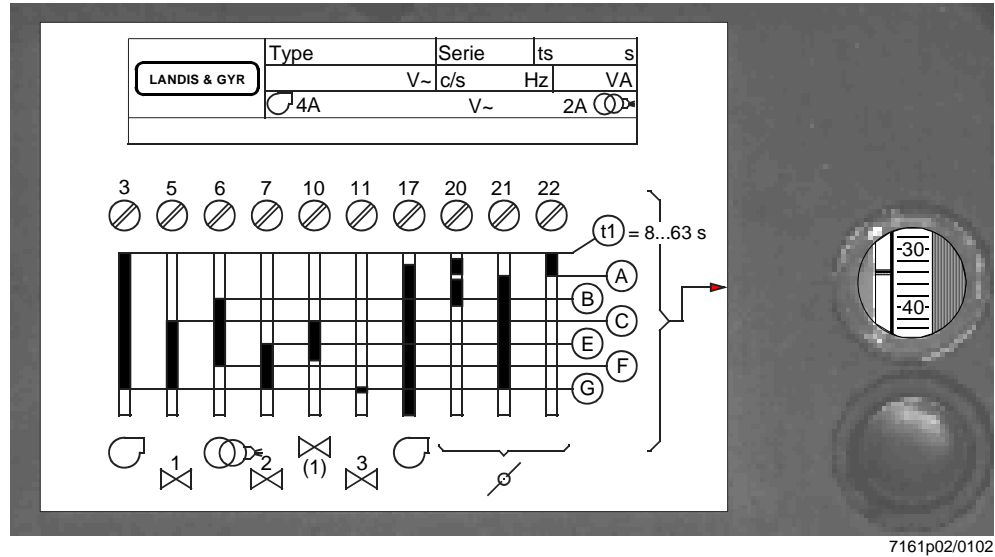 Type Serie ts s
LANDIS & GYR
V~ c/s Hz VA
4A V~ 2A
3 5 6 7 10 11 17 20 21 22
t1 = 8...63 s
A
B
C
E
F
G
1 2 (1) 3
-30-
-40-
7161p02/0102